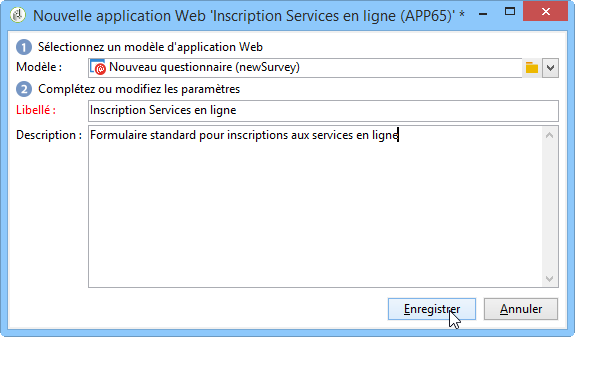 Nouvelle application Web 'Inscription Services en ligne (APP65)' *
1 Sélectionnez un modèle d'application Web
Modèle : Nouveau questionnaire (newSurvey)
2 Complétez ou modifiez les paramètres
Libellé : Inscription Services en ligne
Description : Formulaire standard pour inscriptions aux services en ligne
Enregistrer Annuler